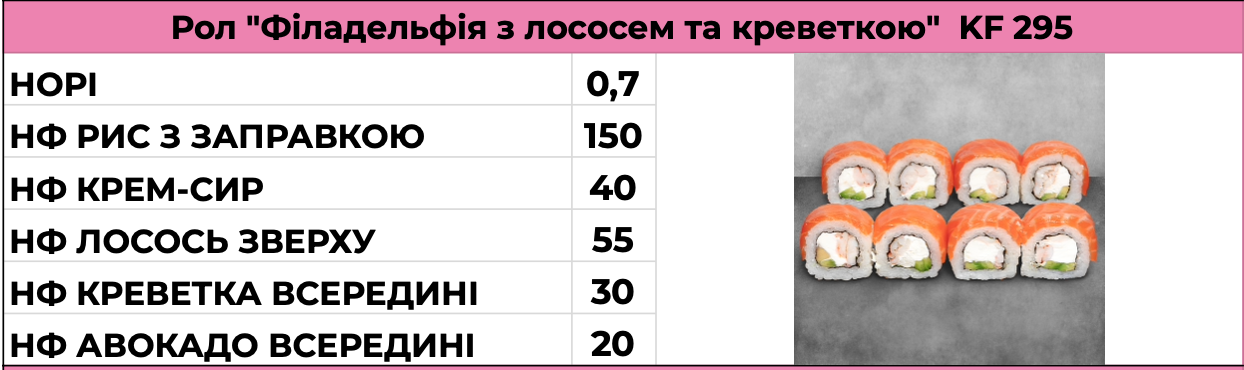 Рол "Філадельфія з лососем та креветкою" KF 295
НОРІ 0,7
НФ РИС З ЗАПРАВКОЮ 150
НФ КРЕМ-СИР 40
НФ ЛОСОСЬ ЗВЕРХУ 55
НФ КРЕВЕТКА ВСЕРЕДИНІ 30
НФ АВОКАДО ВСЕРЕДИНІ 20